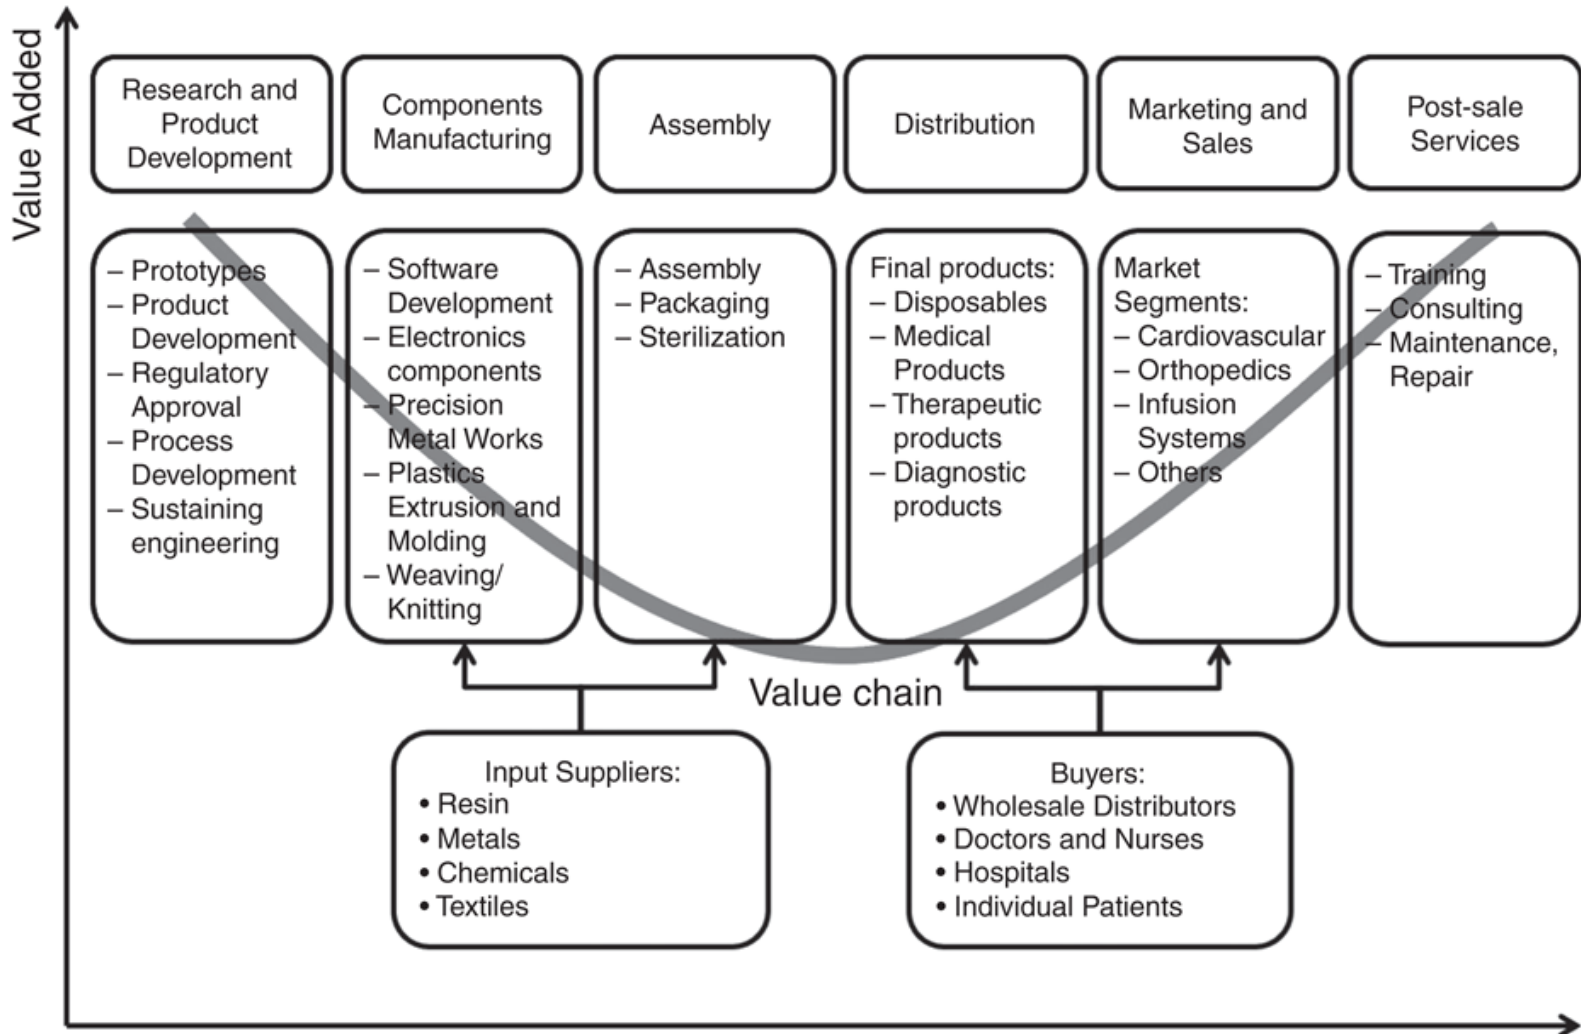 Value Added
Research and
Product
Development
Components
Manufacturing
Assembly
Distribution
Marketing and
Sales
Post-sale
Services
– Prototypes
– Product
Development
– Regulatory
Approval
– Process
Development
– Sustaining
engineering
– Software
Development
– Electronics
components
– Precision
Metal Works
– Plastics
Extrusion and
Molding
– Weaving/
Knitting
– Assembly
– Packaging
– Sterilization
Final products:
– Disposables
– Medical
Products
– Therapeutic
products
– Diagnostic
products
Market
Segments:
– Cardiovascular
– Orthopedics
– Infusion
Systems
– Others
– Training
– Consulting
– Maintenance,
Repair
Value chain
Input Suppliers:
• Resin
• Metals
• Chemicals
• Textiles
Buyers:
• Wholesale Distributors
• Doctors and Nurses
• Hospitals
• Individual Patients